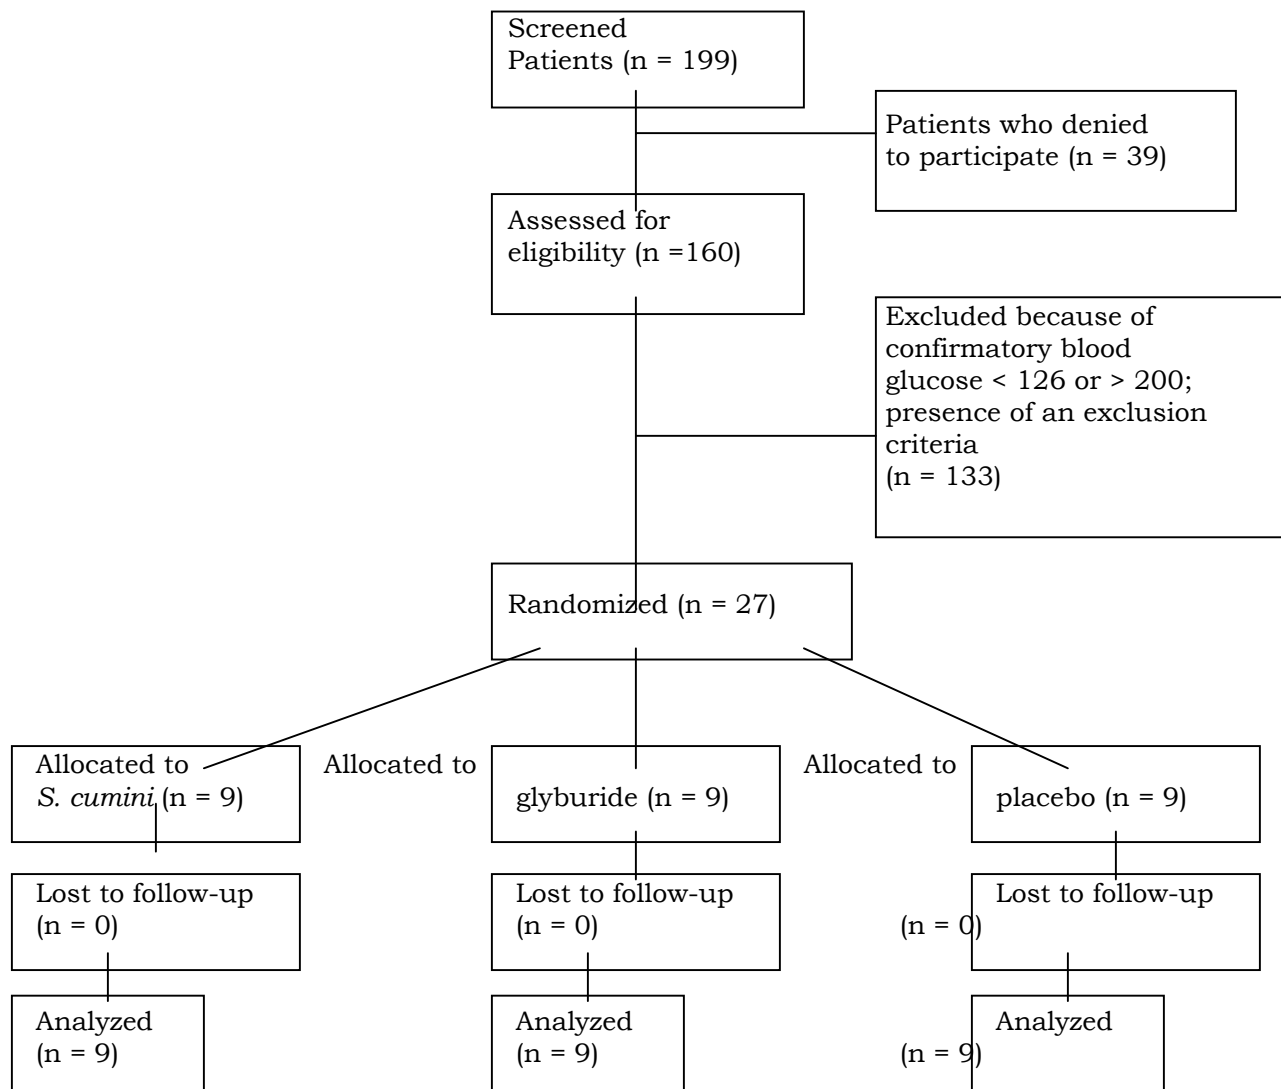 Screened
Patients (n = 199)
Patients who denied
to participate (n = 39)
Assessed for
eligibility (n =160)
Excluded because of
confirmatory blood
glucose < 126 or > 200;
presence of an exclusion
criteria
(n = 133)
Randomized (n = 27)
Allocated to
S. cumini (n = 9)
Allocated to
glyburide (n = 9)
Allocated to
placebo (n = 9)
Lost to follow-up
(n = 0)
Lost to follow-up
(n = 0)
Lost to follow-up
(n = 0)
Analyzed
(n = 9)
Analyzed
(n = 9)
Analyzed
(n = 9)